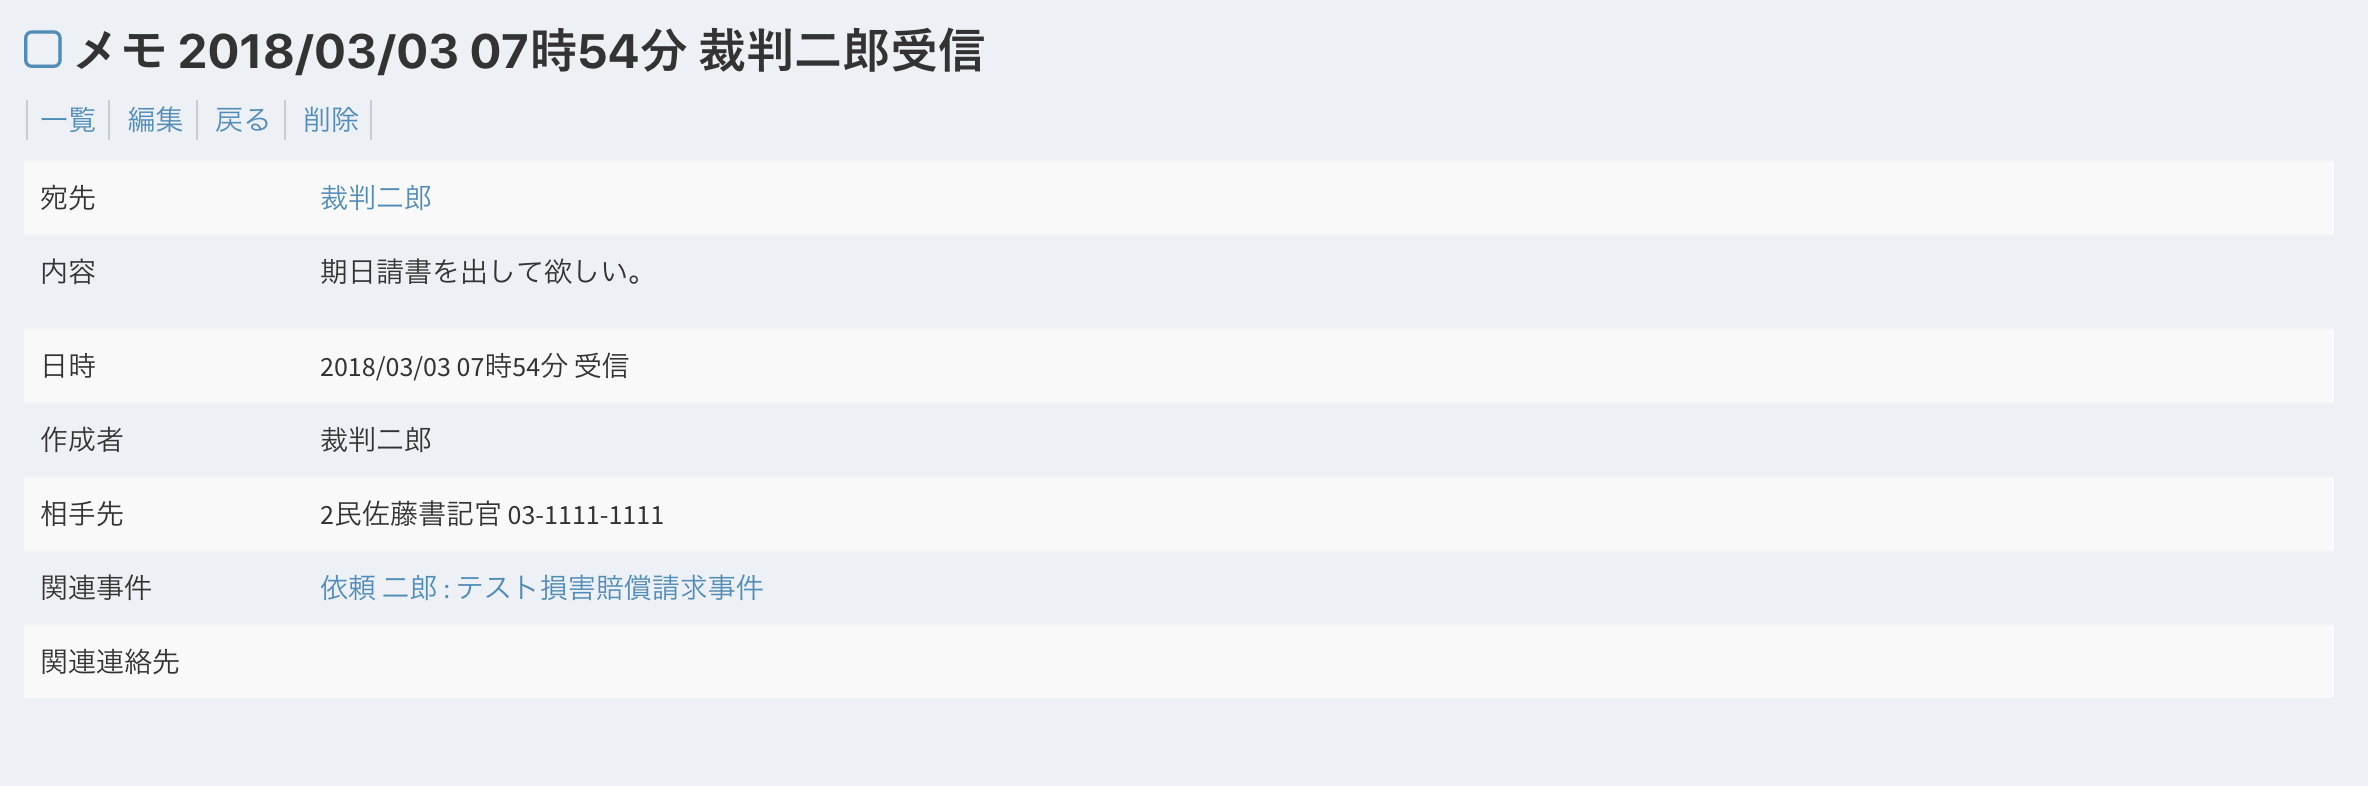 メモ 2018/03/03 07時54分 裁判二郎受信
一覧 編集 戻る 削除
宛先 裁判二郎
内容 期日請書を出して欲しい。
日時 2018/03/03 07時54分 受信
作成者 裁判二郎
相手先 2民佐藤書記官 03-1111-1111
関連事件 依頼 二郎 : テスト損害賠償請求事件
関連連絡先